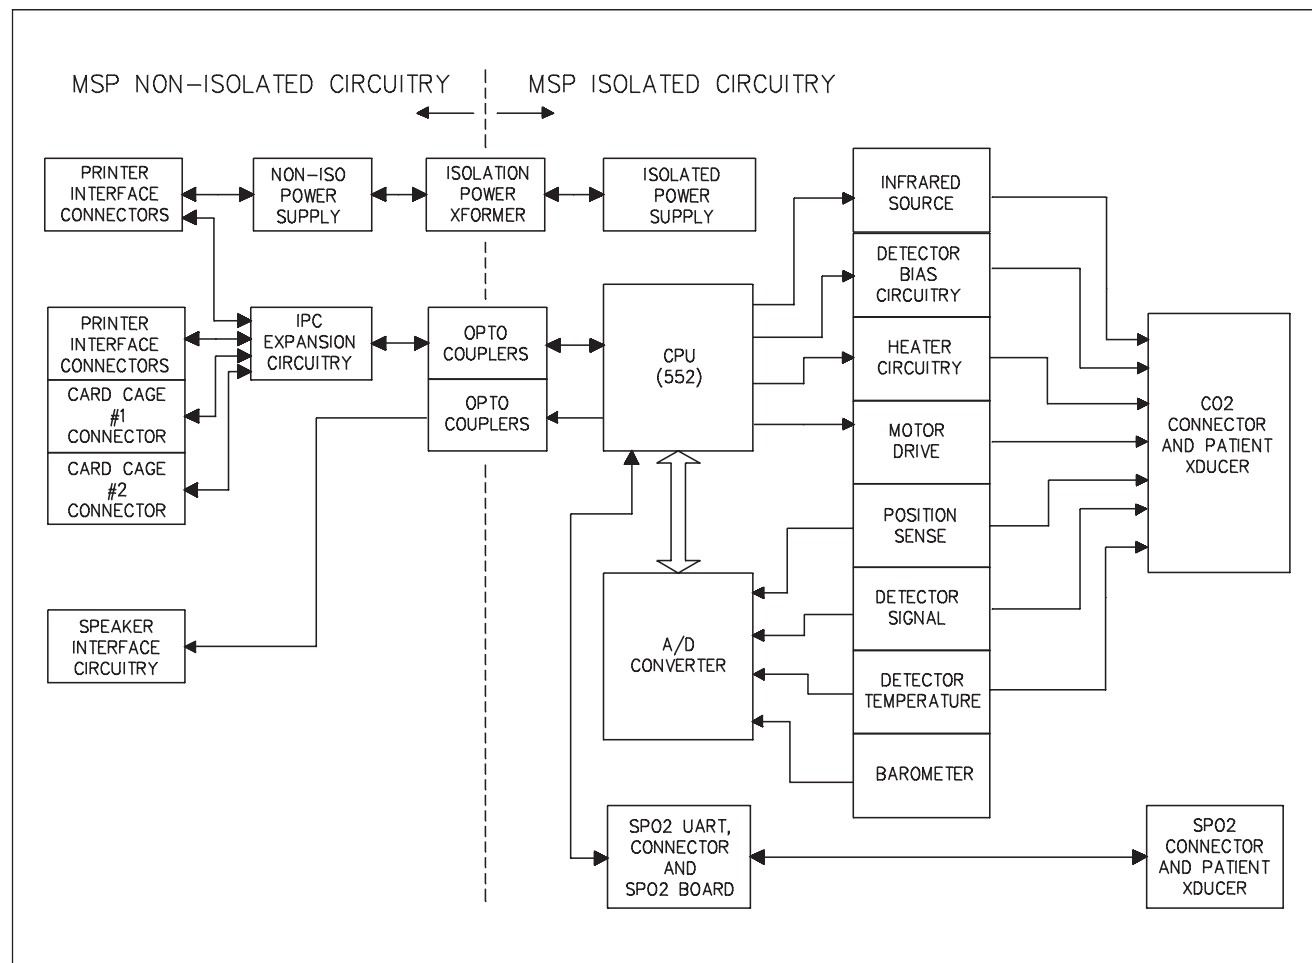 MSP NON-ISOLATED CIRCUITRY
MSP ISOLATED CIRCUITRY
PRINTER
INTERFACE
CONNECTORS
NON-ISO
POWER
SUPPLY
ISOLATION
POWER
XFORMER
ISOLATED
POWER
SUPPLY
INFRARED
SOURCE
DETECTOR
BIAS
CIRCUITRY
PRINTER
INTERFACE
CONNECTORS
IPC
EXPANSION
CIRCUITRY
OPTO
COUPLERS
CPU
(552)
HEATER
CIRCUITRY
CARD CAGE
#1
CONNECTOR
OPTO
COUPLERS
MOTOR
DRIVE
CO2
CONNECTOR
AND PATIENT
XDUCER
CARD CAGE
#2
CONNECTOR
POSITION
SENSE
SPEAKER
INTERFACE
CIRCUITRY
A/D
CONVERTER
DETECTOR
SIGNAL
DETECTOR
TEMPERATURE
BAROMETER
SPO2 UART,
CONNECTOR
AND
SPO2 BOARD
SPO2
CONNECTOR
AND PATIENT
XDUCER